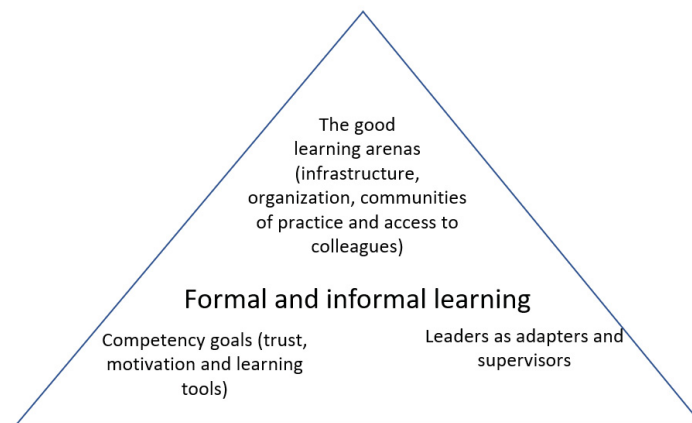 The good
learning arenas
(infrastructure,
organization, communities
of practice and access to
colleagues)
Formal and informal learning
Competency goals (trust,
motivation and learning
tools)
Leaders as adapters and
supervisors